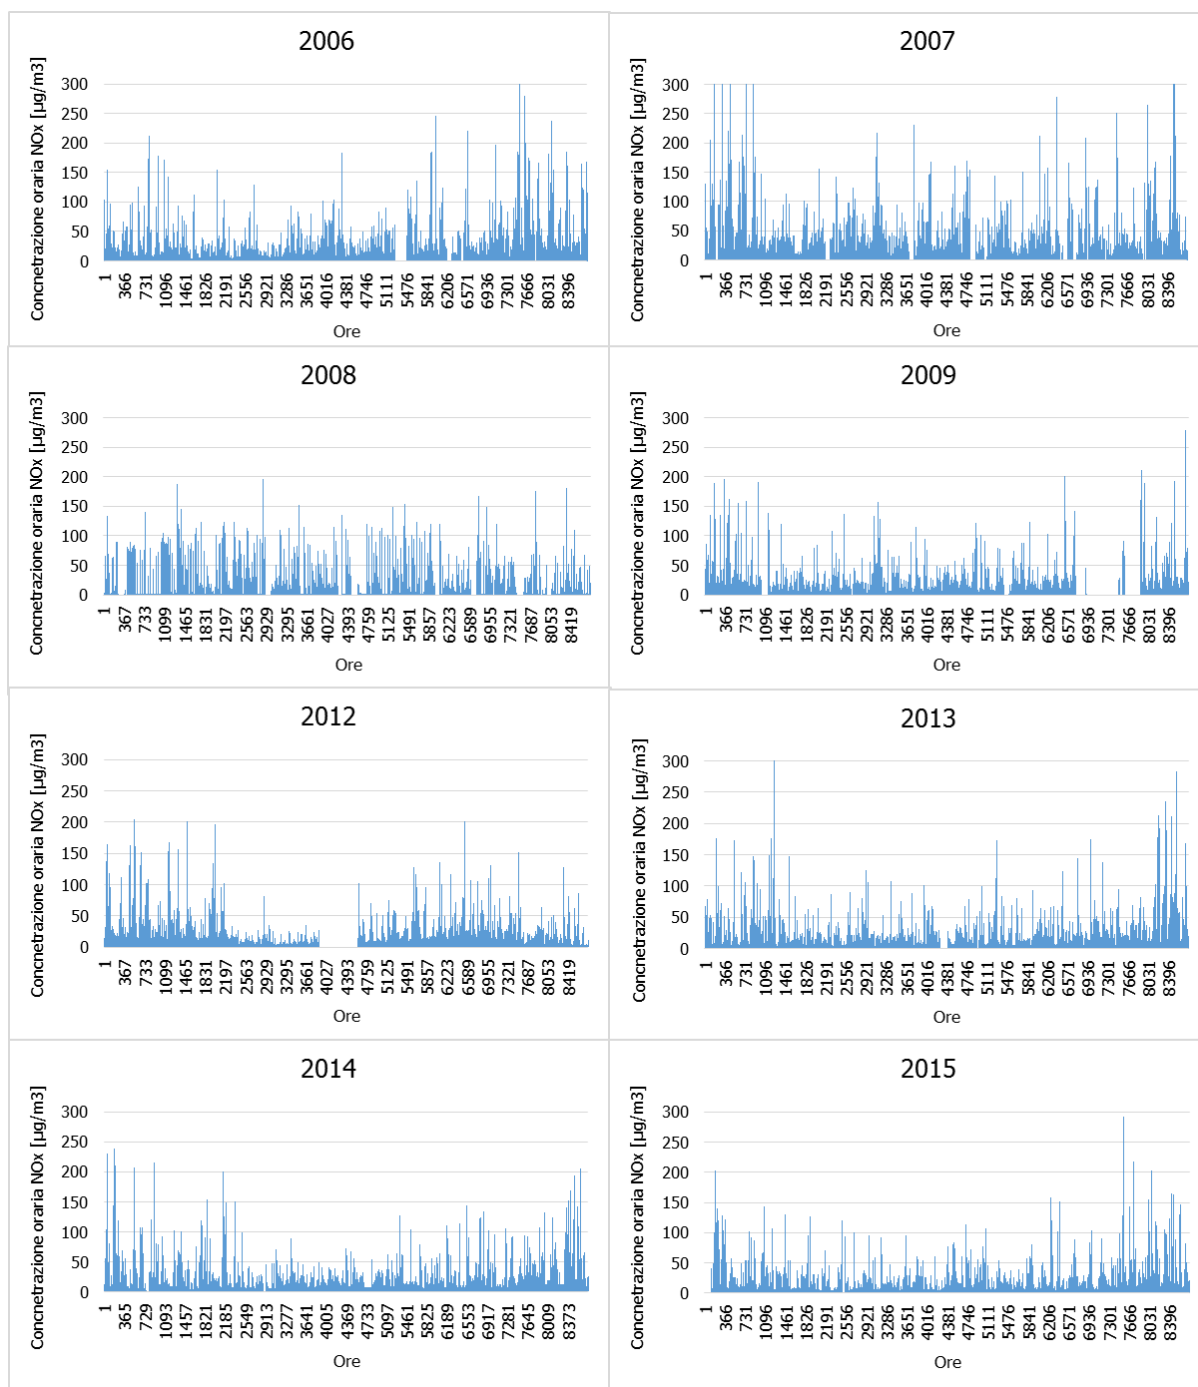 2006
Concnetrazione oraria NOx [µg/m3]
300
250
200
150
100
50
0
1 366 731 1096 1461 1826 2191 2556 2921 3286 3651 4016 4381 4746 5111 5476 5841 6206 6571 6936 7301 7666 8031 8396
Ore
2007
Concnetrazione oraria NOx [µg/m3]
300
250
200
150
100
50
0
1 366 731 1096 1461 1826 2191 2556 2921 3286 3651 4016 4381 4746 5111 5476 5841 6206 6571 6936 7301 7666 8031 8396
Ore
2008
Concnetrazione oraria NOx [µg/m3]
300
250
200
150
100
50
0
1 367 733 1099 1465 1831 2197 2563 2929 3295 3661 4027 4393 4759 5125 5491 5857 6223 6589 6955 7321 7687 8053 8419
Ore
2009
Concnetrazione oraria NOx [µg/m3]
300
250
200
150
100
50
0
1 366 731 1096 1461 1826 2191 2556 2921 3286 3651 4016 4381 4746 5111 5476 5841 6206 6571 6936 7301 7666 8031 8396
Ore
2012
Concnetrazione oraria NOx [µg/m3]
300
250
200
150
100
50
0
1 367 733 1099 1465 1831 2197 2563 2929 3295 3661 4027 4393 4759 5125 5491 5857 6223 6589 6955 7321 7687 8053 8419
Ore
2013
Concnetrazione oraria NOx [µg/m3]
300
250
200
150
100
50
0
1 366 731 1096 1461 1826 2191 2556 2921 3286 3651 4016 4381 4746 5111 5476 5841 6206 6571 6936 7301 7666 8031 8396
Ore
2014
Concnetrazione oraria NOx [µg/m3]
300
250
200
150
100
50
0
1 365 729 1093 1457 1821 2185 2549 2913 3277 3641 4005 4369 4733 5097 5461 5825 6189 6553 6917 7281 7645 8009 8373
Ore
2015
Concnetrazione oraria NOx [µg/m3]
300
250
200
150
100
50
0
1 366 731 1096 1461 1826 2191 2556 2921 3286 3651 4016 4381 4746 5111 5476 5841 6206 6571 6936 7301 7666 8031 8396
Ore